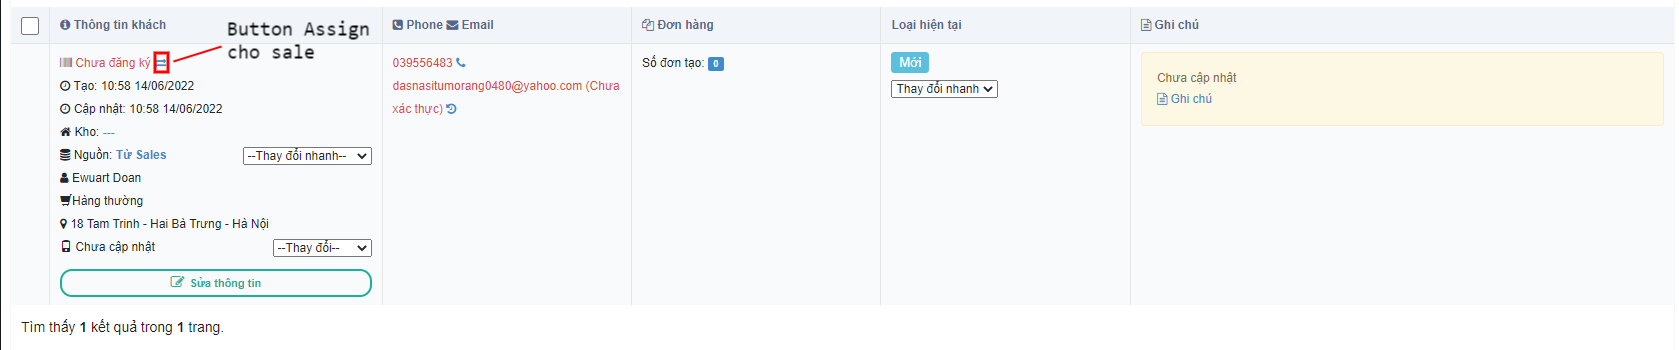 Thông tin khách
Phone Email
Đơn hàng
Loại hiện tại
Ghi chú
Button Assign
cho sale
Chưa đăng ký
Tạo: 10:58 14/06/2022
Cập nhật: 10:58 14/06/2022
Kho: ---
Nguồn: Từ Sales
--Thay đổi nhanh--
Ewuart Doan
Hàng thường
18 Tam Trinh - Hai Bà Trưng - Hà Nội
Chưa cập nhật
--Thay đổi--
Sửa thông tin
039556483
dasnasitumorang0480@yahoo.com (Chưa
xác thực)
Số đơn tạo: 0
Mới
Thay đổi nhanh
Chưa cập nhật
Ghi chú
Tìm thấy 1 kết quả trong 1 trang.